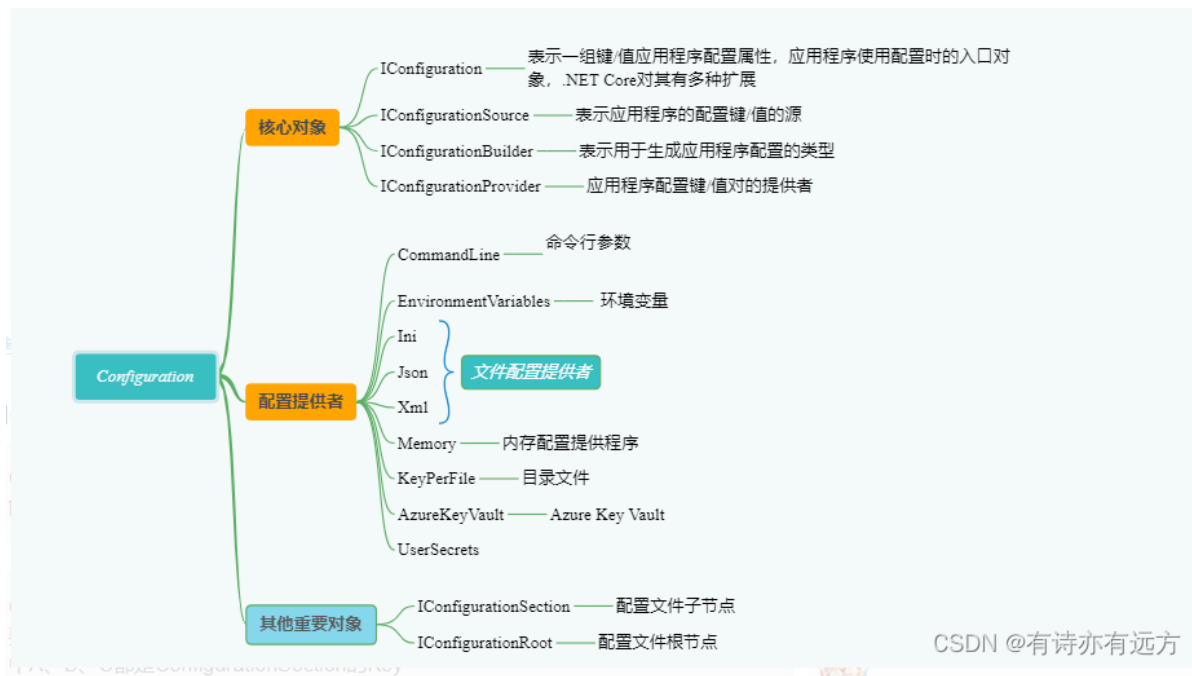 IConfiguration
表示一组键/值应用程序配置属性，应用程序使用配置时的入口对
象，.NET Core对其有多种扩展
核心对象
IConfigurationSource
表示应用程序的配置键/值的源
IConfigurationBuilder
表示用于生成应用程序配置的类型
IConfigurationProvider
应用程序配置键/值对的提供者
Configuration
配置提供者
CommandLine
命令行参数
EnvironmentVariables
环境变量
Ini
Json
Xml
文件配置提供者
Memory
内存配置提供程序
KeyPerFile
目录文件
AzureKeyVault
Azure Key Vault
UserSecrets
其他重要对象
IConfigurationSection
配置文件子节点
IConfigurationRoot
配置文件根节点
CSDN @有诗亦有远方